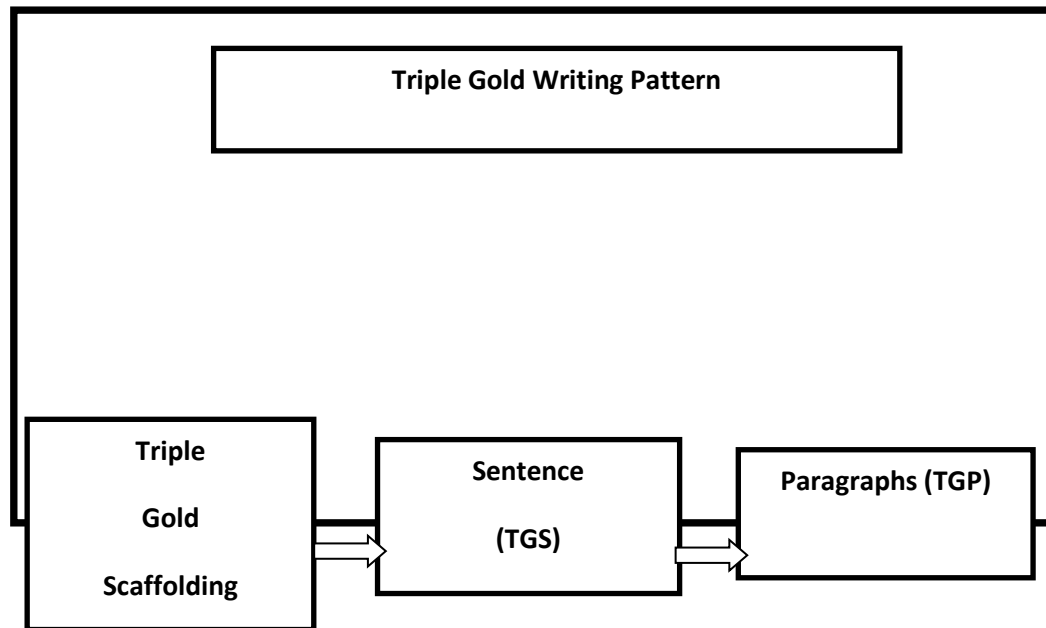 Triple Gold Writing Pattern
Triple
Gold
Scaffolding
Sentence
(TGS)
Paragraphs (TGP)